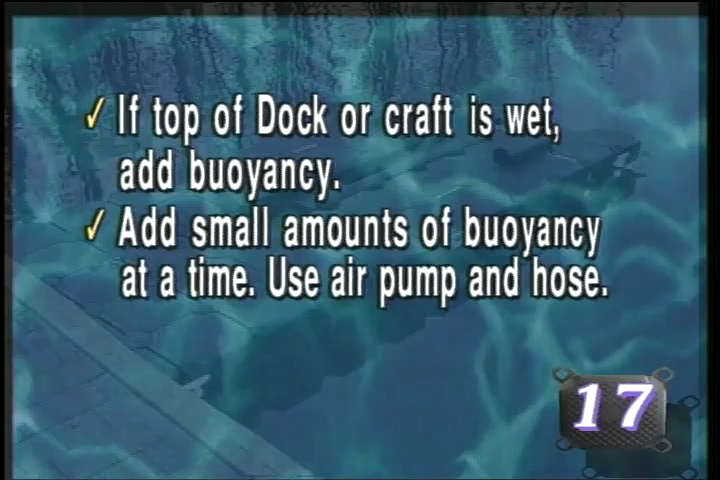 ✓ If top of Dock or craft is wet,
add buoyancy.
✓ Add small amounts of buoyancy
at a time. Use air pump and hose.
17